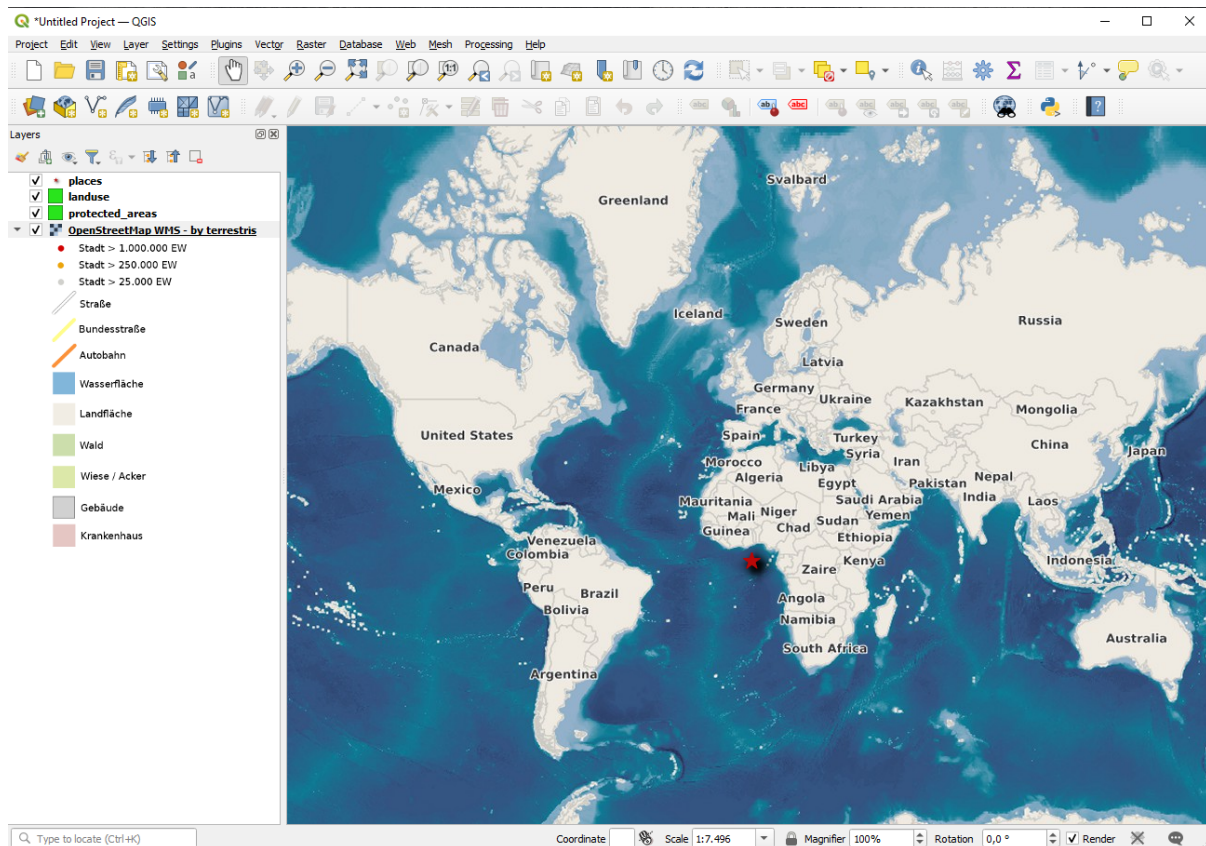 *Untitled Project — QGIS
Project Edit View Layer Settings Plugins Vector Raster Database Web Mesh Processing Help
Layers
places
landuse
protected_areas
OpenStreetMap WMS - by terrestris
Stadt > 1.000.000 EW
Stadt > 250.000 EW
Stadt > 25.000 EW
Straße
Bundesstraße
Autobahn
Wasserfläche
Landfläche
Wald
Wiese / Acker
Gebäude
Krankenhaus
Svalbard
Greenland
Iceland
Sweden
Russia
Canada
Latvia
Germany
Ukraine
Kazakhstan
France
Mongolia
United States
Spain
Turkey
China
Syria
Japan
Morocco
Libya
Iran
Algeria
Egypt
Pakistan
Nepal
Mexico
Mauritania
Saudi Arabia
India
Laos
Mali
Niger
Yemen
Guinea
Chad
Sudan
Ethiopia
Venezuela
Colombia
Kenya
Indonesia
Zaire
Peru
Brazil
Angola
Bolivia
Namibia
Australia
South Africa
Argentina
Type to locate (Ctrl+K)
Coordinate Scale 1:7.496 Magnifier 100% Rotation 0,0 ° Render